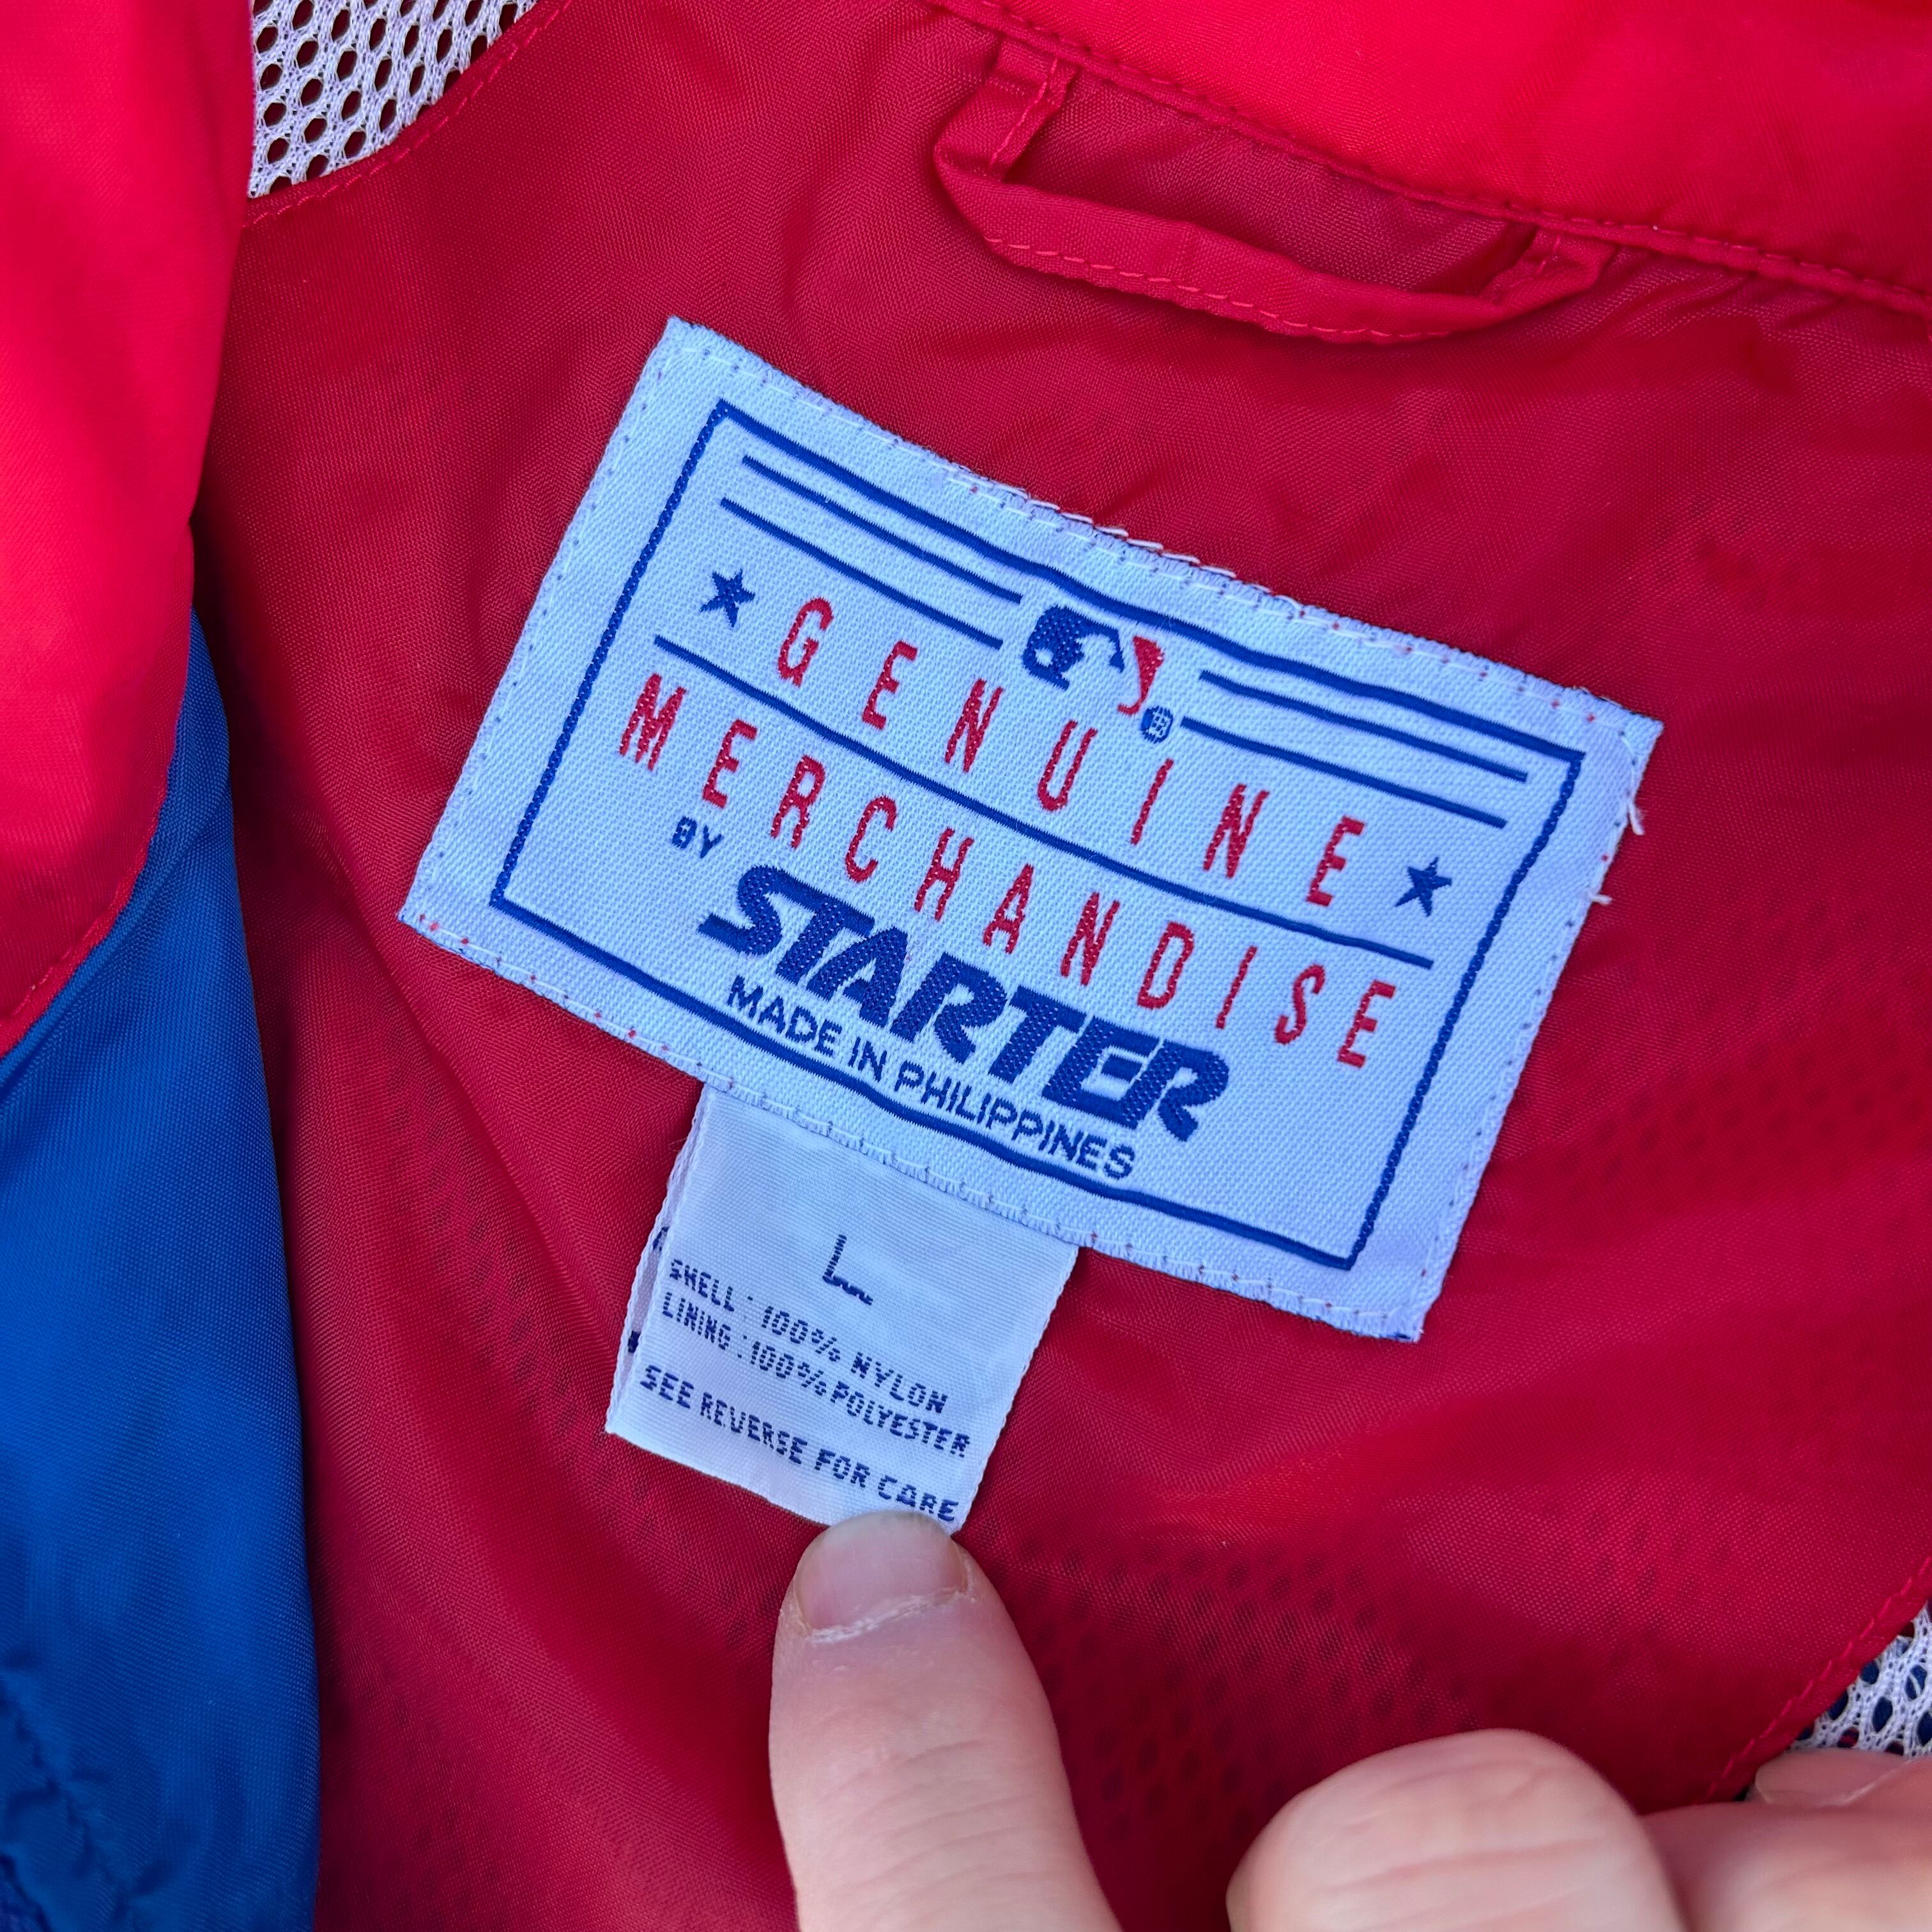 GENUINE
MERCHANDISE
BY
STARTER
MADE IN PHILIPPINES
L
SHELL : 100% NYLON
LINING : 100% POLYESTER
SEE REVERSE FOR CARE